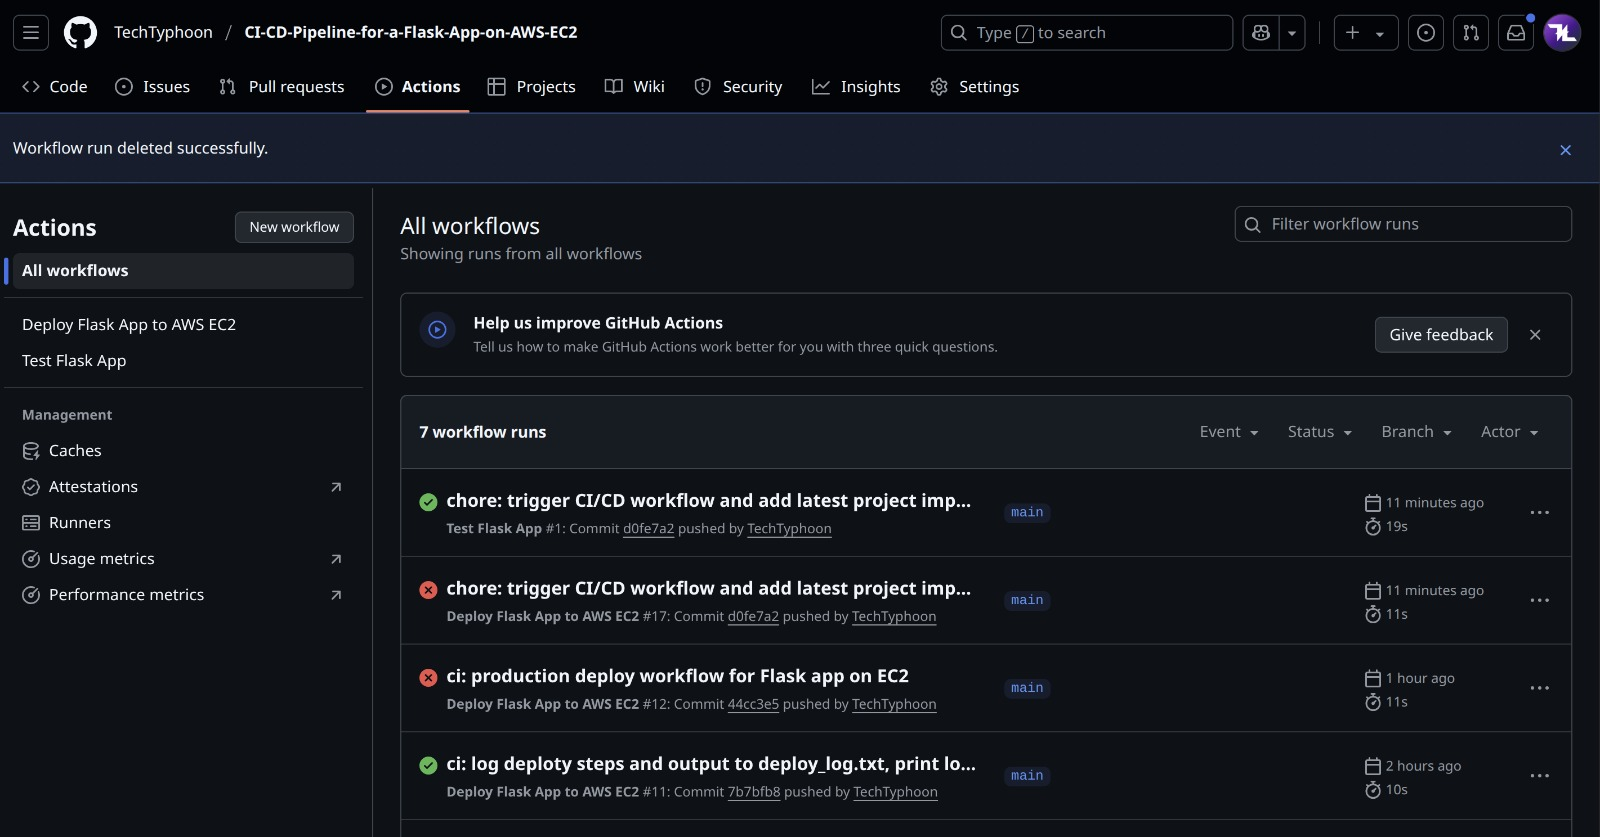 TechTyphoon / CI-CD-Pipeline-for-a-Flask-App-on-AWS-EC2
Type / to search
Code
Issues
Pull requests
Actions
Projects
Wiki
Security
Insights
Settings
Workflow run deleted successfully.
Actions
New workflow
All workflows
Deploy Flask App to AWS EC2
Test Flask App
Management
Caches
Attestations
Runners
Usage metrics
Performance metrics
All workflows
Showing runs from all workflows
Filter workflow runs
Help us improve GitHub Actions
Tell us how to make GitHub Actions work better for you with three quick questions.
Give feedback
7 workflow runs
Event
Status
Branch
Actor
chore: trigger CI/CD workflow and add latest project imp...
Test Flask App #1: Commit d0fe7a2 pushed by TechTyphoon
main
11 minutes ago
19s
chore: trigger CI/CD workflow and add latest project imp...
Deploy Flask App to AWS EC2 #17: Commit d0fe7a2 pushed by TechTyphoon
main
11 minutes ago
11s
ci: production deploy workflow for Flask app on EC2
Deploy Flask App to AWS EC2 #12: Commit 44cc3e5 pushed by TechTyphoon
main
1 hour ago
11s
ci: log deploty steps and output to deploy_log.txt, print lo...
Deploy Flask App to AWS EC2 #11: Commit 7b7bfb8 pushed by TechTyphoon
main
2 hours ago
10s